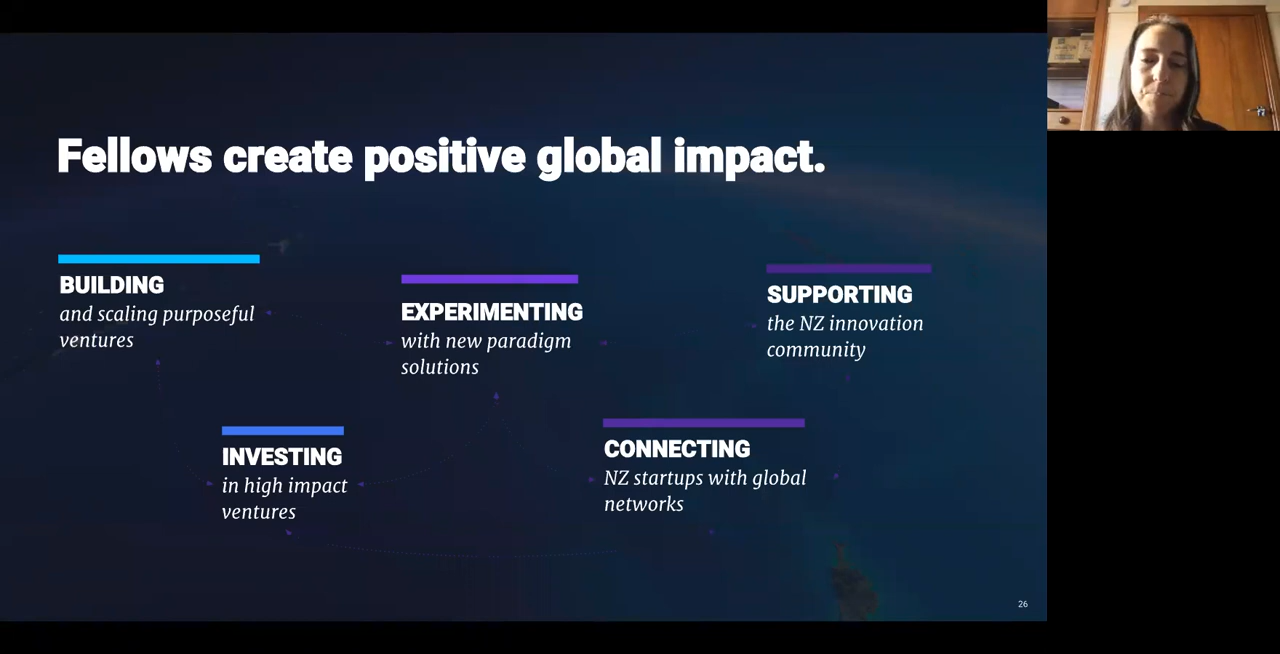 Fellows create positive global impact.
BUILDING
and scaling purposeful
ventures
EXPERIMENTING
with new paradigm
solutions
SUPPORTING
the NZ innovation
community
INVESTING
in high impact
ventures
CONNECTING
NZ startups with global
networks
26